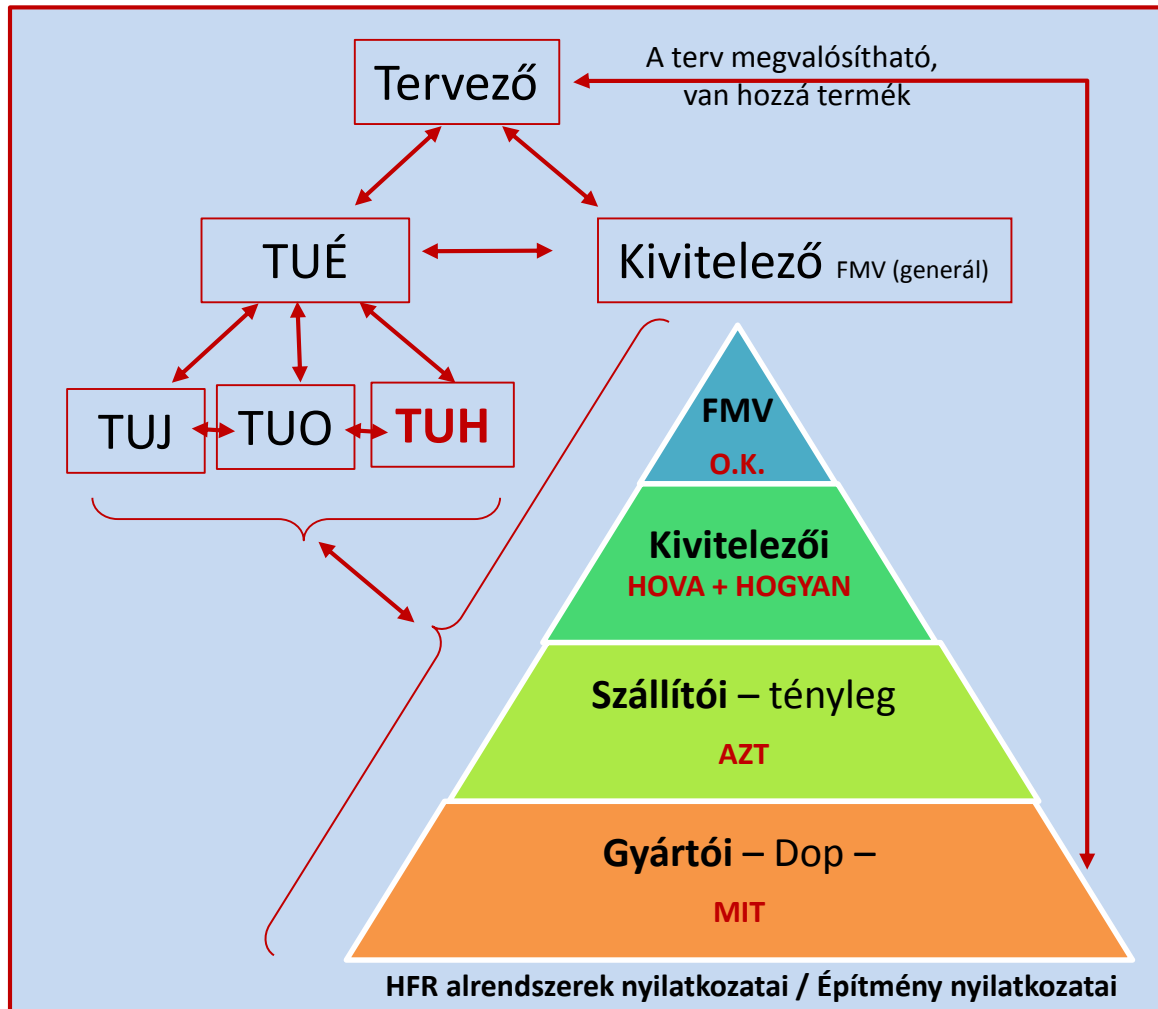 Tervező
A terv megvalósítható,
van hozzá termék
TUÉ
Kivitelező FMV (generál)
TUJ
TUO
TUH
FMV
O.K.
Kivitelezői
HOVA + HOGYAN
Szállítói – tényleg
AZT
Gyártói – Dop –
MIT
HFR alrendszerek nyilatkozatai / Építmény nyilatkozatai